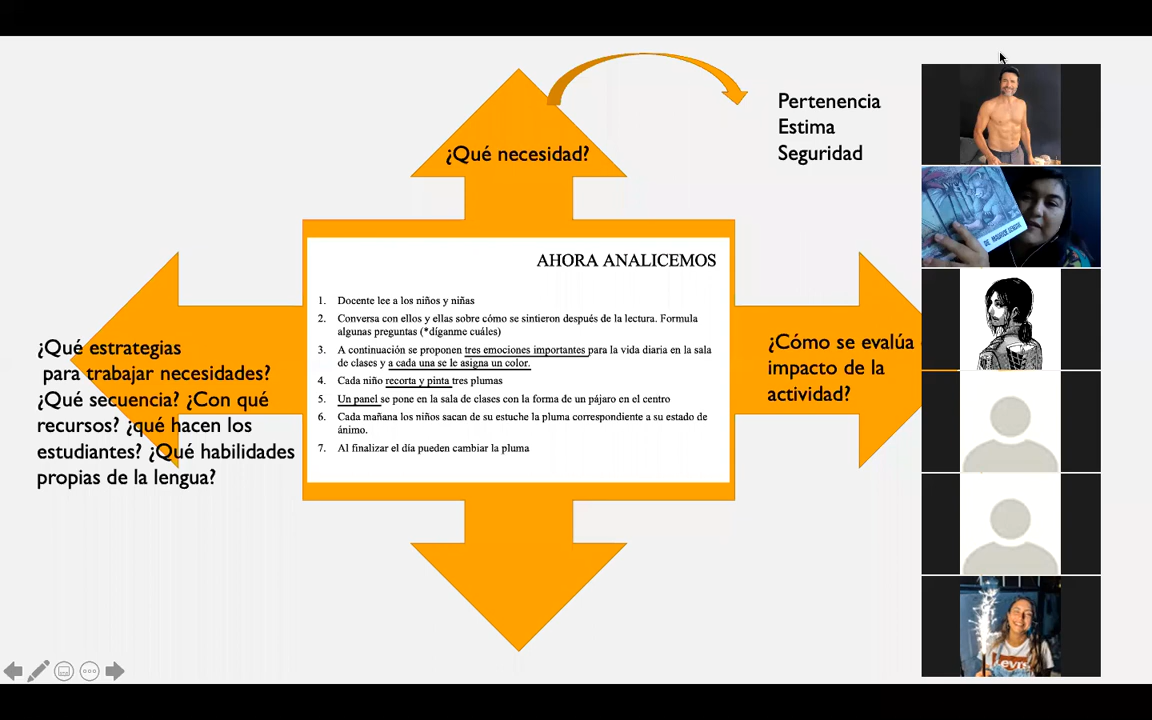 ¿Qué necesidad?
Pertenencia
Estima
Seguridad
AHORA ANALICEMOS
1. Docente lee a los niños y niñas
2. Conversa con ellos y ellas sobre cómo se sintieron después de la lectura. Formula
algunas preguntas (*díganme cuáles)
3. A continuación se proponen tres emociones importantes para la vida diaria en la sala
de clases y a cada una se le asigna un color.
4. Cada niño recorta y pinta tres plumas
5. Un panel se pone en la sala de clases con la forma de un pájaro en el centro
6. Cada mañana los niños sacan de su estuche la pluma correspondiente a su estado de
ánimo.
7. Al finalizar el día pueden cambiar la pluma
¿Qué estrategias
para trabajar necesidades?
¿Qué secuencia? ¿Con qué
recursos? ¿qué hacen los
estudiantes? ¿Qué habilidades
propias de la lengua?
¿Cómo se evalúa
impacto de la
actividad?
DE MAURICE SENDAK
Levi's